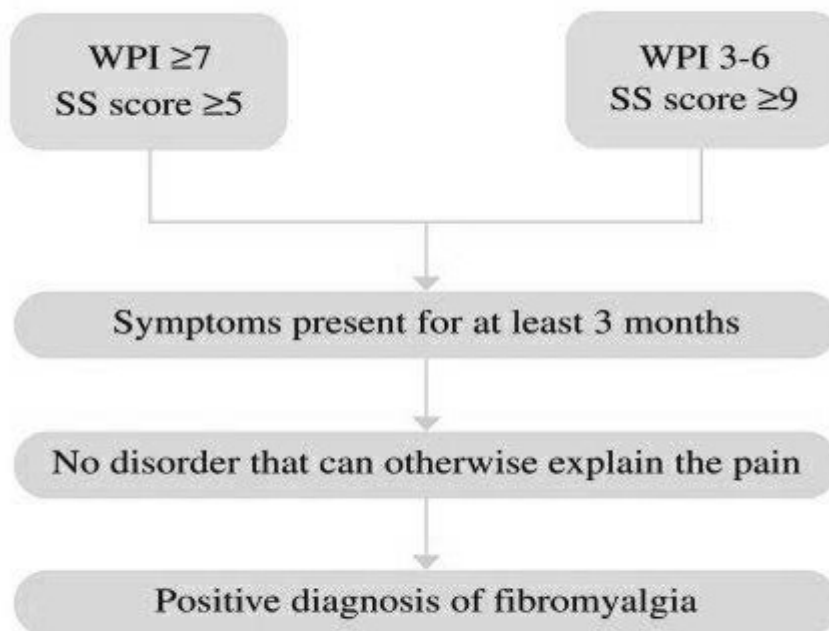 WPI ≥7
SS score ≥5
WPI 3-6
SS score ≥9
Symptoms present for at least 3 months
No disorder that can otherwise explain the pain
Positive diagnosis of fibromyalgia